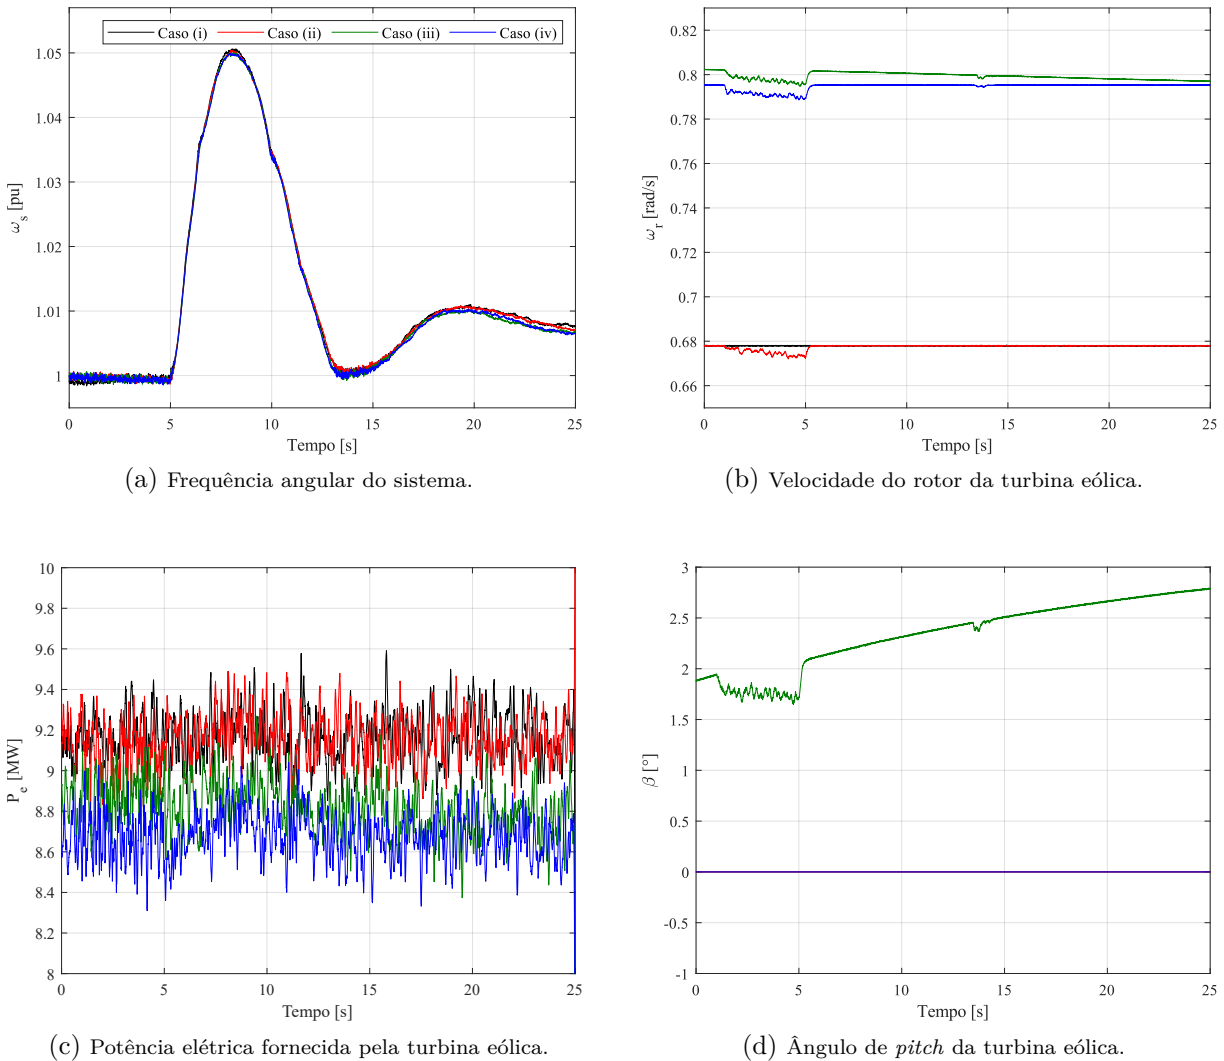 Caso (i) Caso (ii) Caso (iii) Caso (iv)
1.05
1.04
1.03
1.02
1.01
1
ω_s [pu]
0 5 10 15 20 25
Tempo [s]
(a) Frequência angular do sistema.
0.82
0.8
0.78
0.76
0.74
0.72
0.7
0.68
0.66
ω_r [rad/s]
0 5 10 15 20 25
Tempo [s]
(b) Velocidade do rotor da turbina eólica.
10
9.8
9.6
9.4
9.2
9
8.8
8.6
8.4
8.2
8
P_e [MW]
0 5 10 15 20 25
Tempo [s]
(c) Potência elétrica fornecida pela turbina eólica.
3
2.5
2
1.5
1
0.5
0
-0.5
-1
β [°]
0 5 10 15 20 25
Tempo [s]
(d) Ângulo de pitch da turbina eólica.